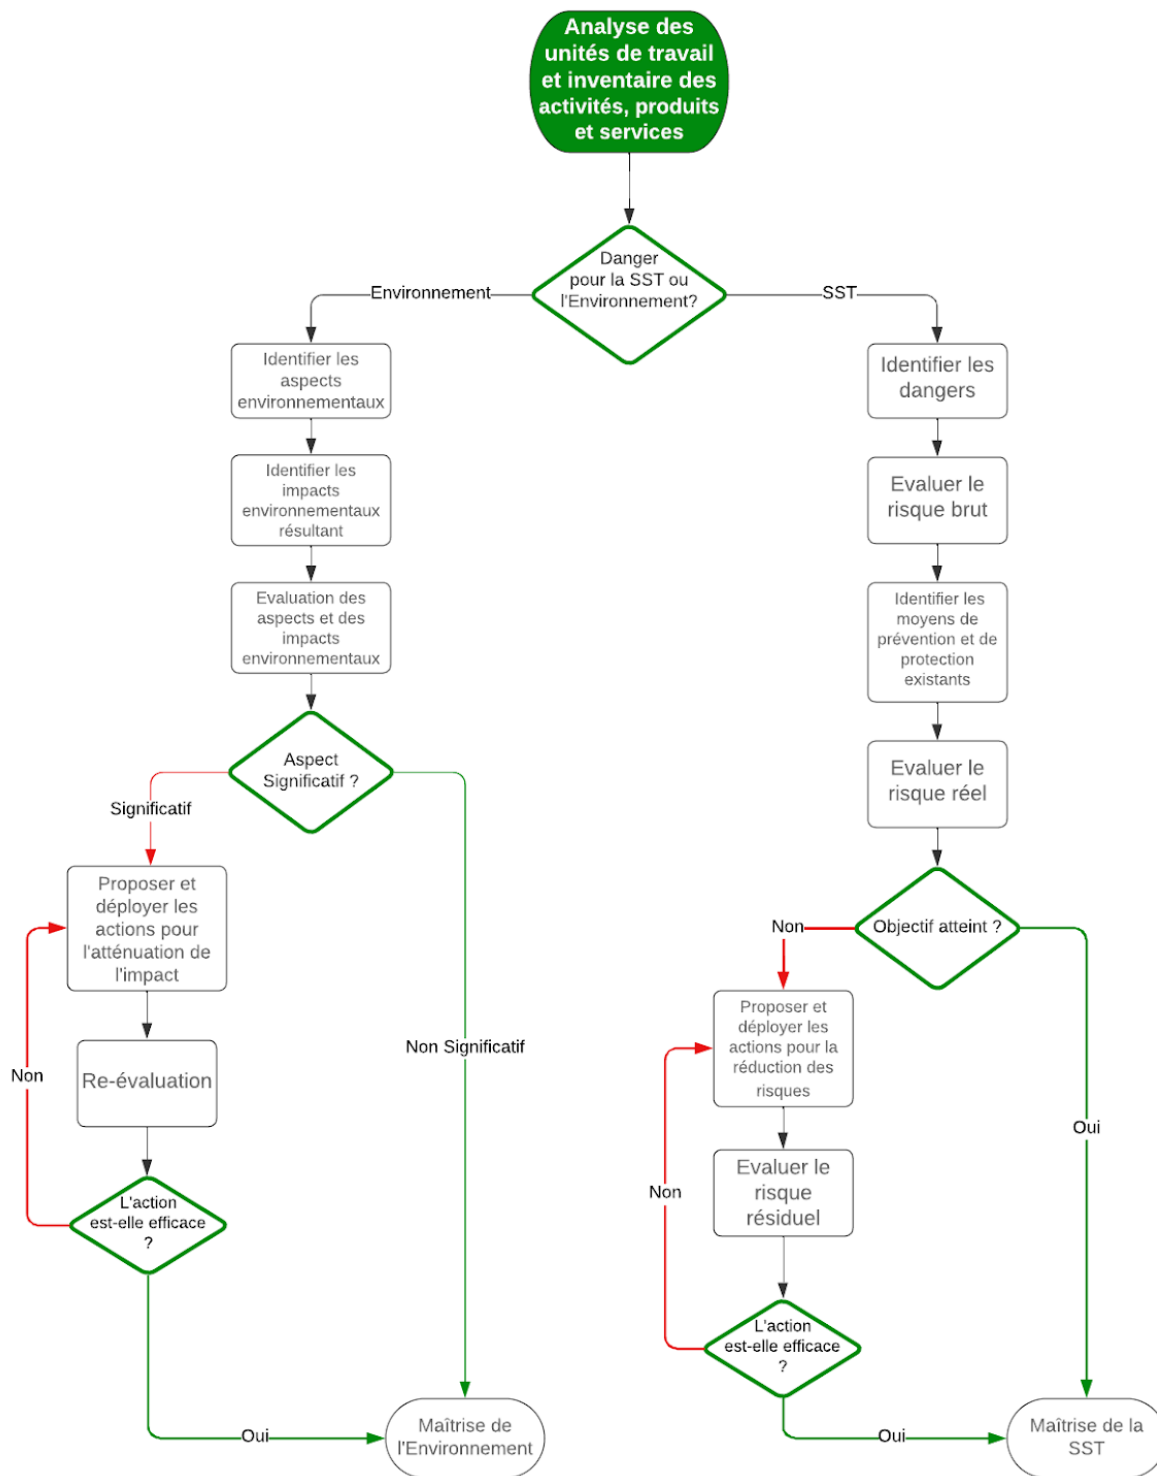 Analyse des
unités de travail
et inventaire des
activités, produits
et services
Danger
pour la SST ou
l'Environnement?
Environnement
SST
Identifier les
aspects
environnementaux
Identifier les
impacts
environnementaux
résultant
Evaluation des
aspects et des
impacts
environnementaux
Aspect
Significatif ?
Significatif
Non Significatif
Proposer et
déployer les
actions pour
l'atténuation de
l'impact
Re-évaluation
Non
L'action
est-elle efficace
?
Oui
Maîtrise de
l'Environnement
Identifier les
dangers
Evaluer le
risque brut
Identifier les
moyens de
prévention et de
protection
existants
Evaluer le
risque réel
Objectif atteint ?
Non
Oui
Proposer et
déployer les
actions pour la
réduction des
risques
Evaluer le
risque
résiduel
Non
L'action
est-elle efficace
?
Oui
Maîtrise de la
SST